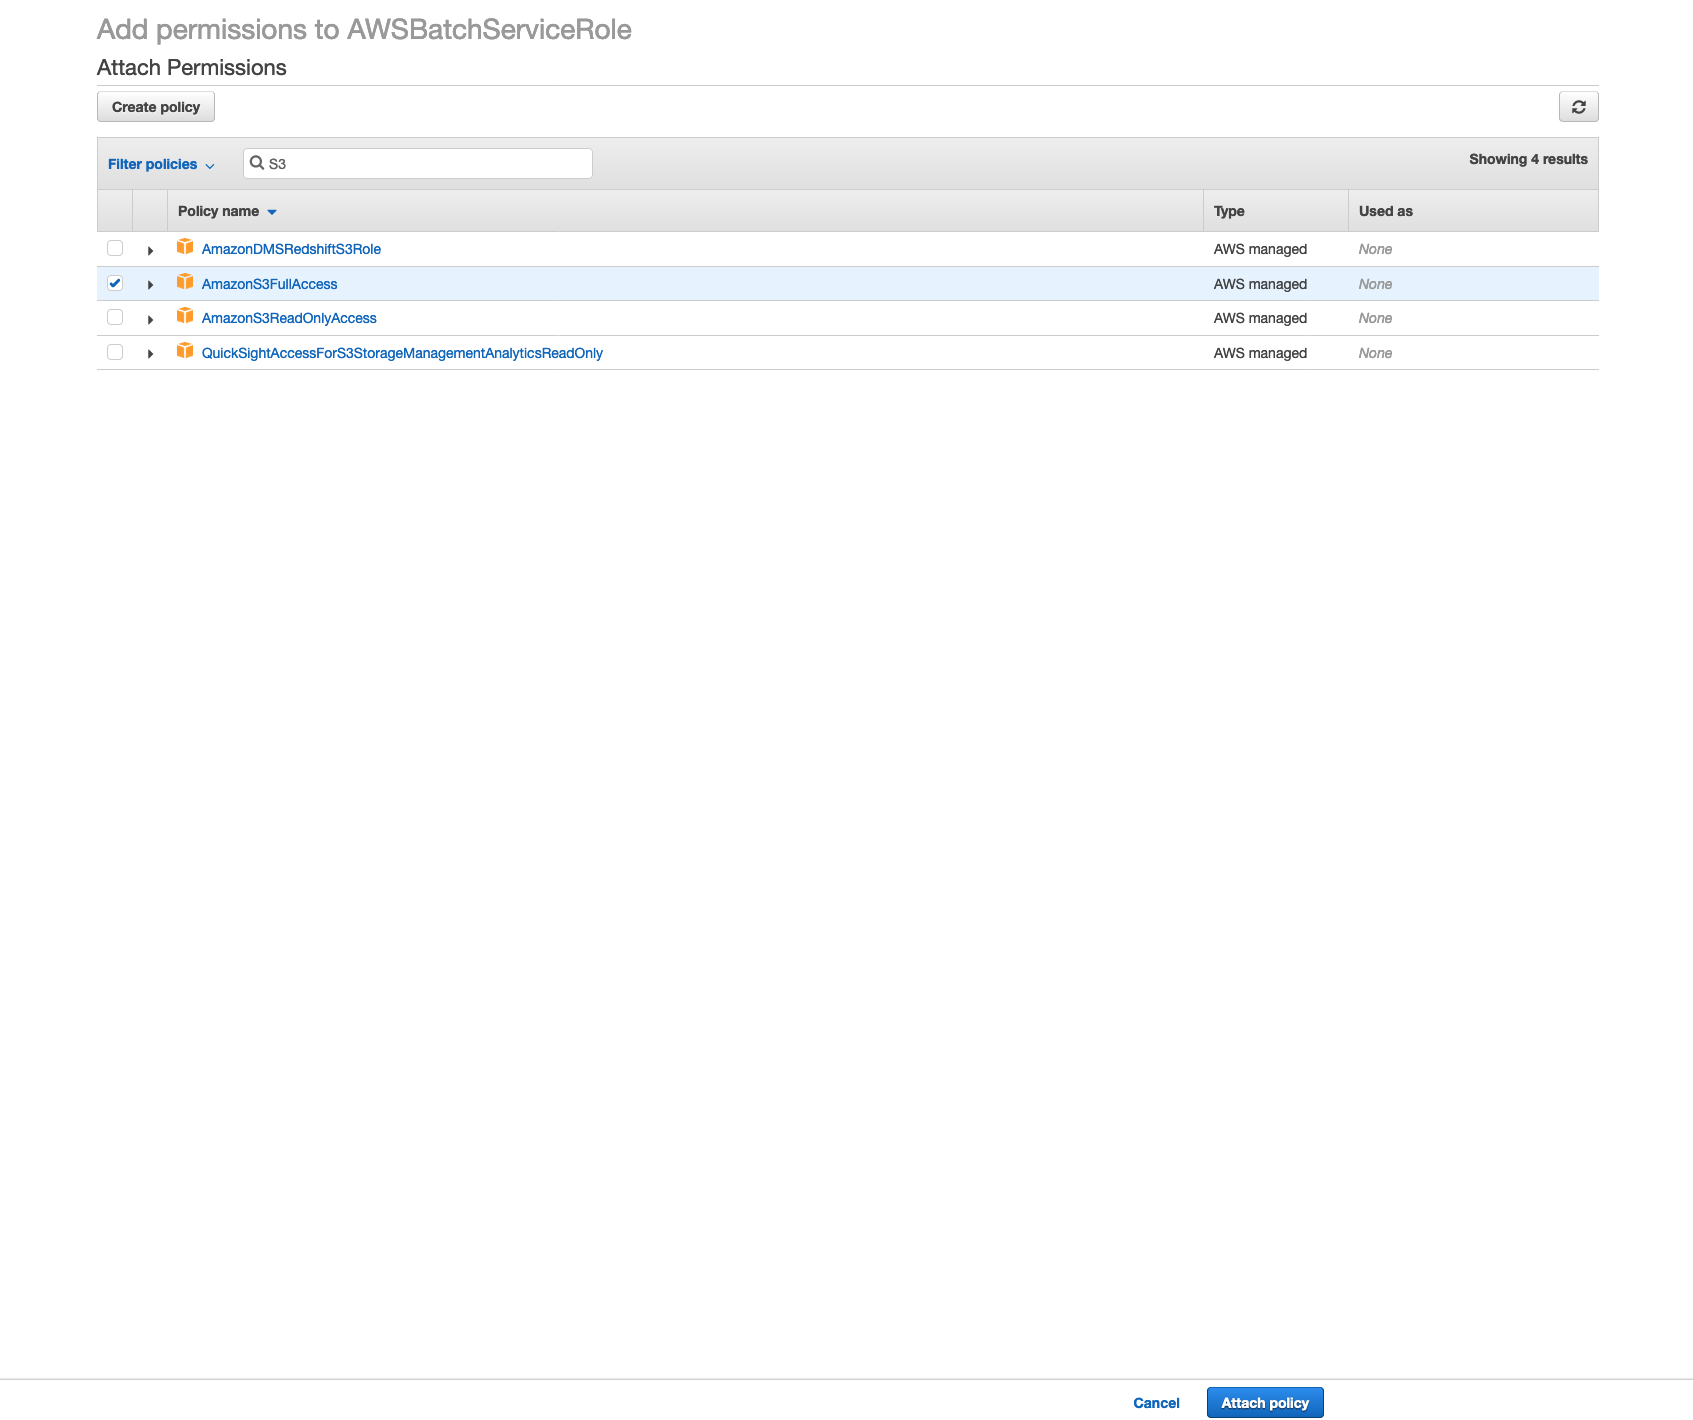 Add permissions to AWSBatchServiceRole
Attach Permissions
Create policy
Filter policies S3 Showing 4 results
Policy name Type Used as
AmazonDMSRedshiftS3Role AWS managed None
AmazonS3FullAccess AWS managed None
AmazonS3ReadOnlyAccess AWS managed None
QuickSightAccessForS3StorageManagementAnalyticsReadOnly AWS managed None
Cancel Attach policy